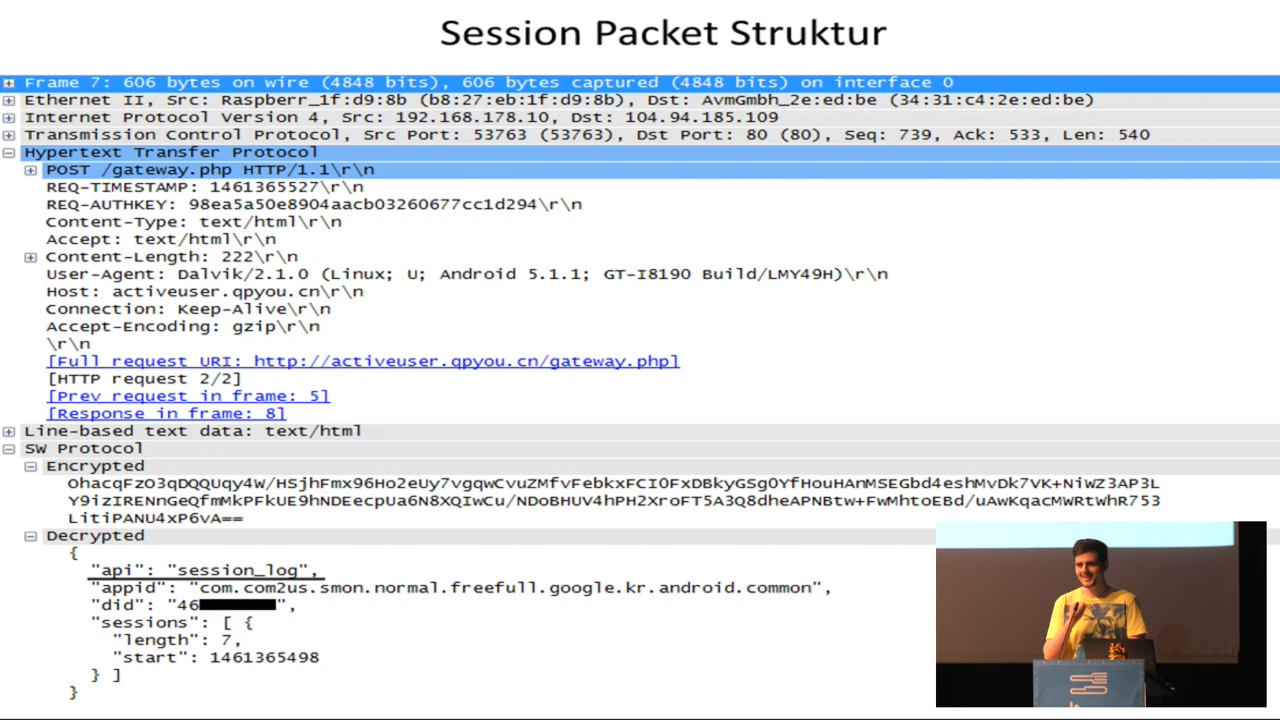 Session Packet Struktur
Frame 7: 606 bytes on wire (4848 bits), 606 bytes captured (4848 bits) on interface 0
Ethernet II, Src: Raspberr_1f:d9:8b (b8:27:eb:1f:d9:8b), Dst: AvmGmbh_2e:ed:be (34:31:c4:2e:ed:be)
Internet Protocol Version 4, Src: 192.168.178.10, Dst: 104.94.185.109
Transmission Control Protocol, Src Port: 53763 (53763), Dst Port: 80 (80), Seq: 739, Ack: 533, Len: 540
Hypertext Transfer Protocol
POST /gateway.php HTTP/1.1\r\n
REQ-TIMESTAMP: 1461365527\r\n
REQ-AUTHKEY: 98ea5a50e8904aacb03260677cc1d294\r\n
Content-Type: text/html\r\n
Accept: text/html\r\n
Content-Length: 222\r\n
User-Agent: Dalvik/2.1.0 (Linux; U; Android 5.1.1; GT-I8190 Build/LMY49H)\r\n
Host: activeuser.qpyou.cn\r\n
Connection: Keep-Alive\r\n
Accept-Encoding: gzip\r\n
\r\n
[Full request URI: http://activeuser.qpyou.cn/gateway.php]
[HTTP request 2/2]
[Prev request in frame: 5]
[Response in frame: 8]
Line-based text data: text/html
SW Protocol
Encrypted
OhacqFzO3qDQQUqy4W/HSjhFmx96Ho2eUy7vgqwCvuZMfvFebkxFCI0FxDBkyGSg0YfHouHAnMSEGbd4eshMvDk7VK+NiWZ3AP3L
Y9izIRENnGeQfmMkPFkUE9hNDEecpUa6N8XQIwCu/NDoBHUV4hPH2XroFT5A3Q8dheAPNBtw+FwMhtoEBd/uAwKqacMWRtWhR753
LitiPANU4xP6vA==
Decrypted
{
"api": "session_log",
"appid": "com.com2us.smon.normal.freefull.google.kr.android.common",
"did": "46",
"sessions": [ {
"length": 7,
"start": 1461365498
} ]
}